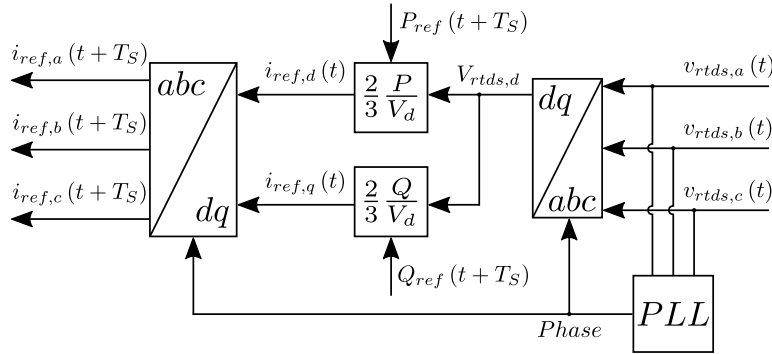 P_ref (t + T_S)
i_ref,a (t + T_S)
i_ref,d (t)
V_rtds,d
v_rtds,a (t)
abc
2/3 P/V_d
dq
i_ref,b (t + T_S)
v_rtds,b (t)
i_ref,c (t + T_S)
i_ref,q (t)
v_rtds,c (t)
dq
2/3 Q/V_d
abc
Q_ref (t + T_S)
Phase
PLL